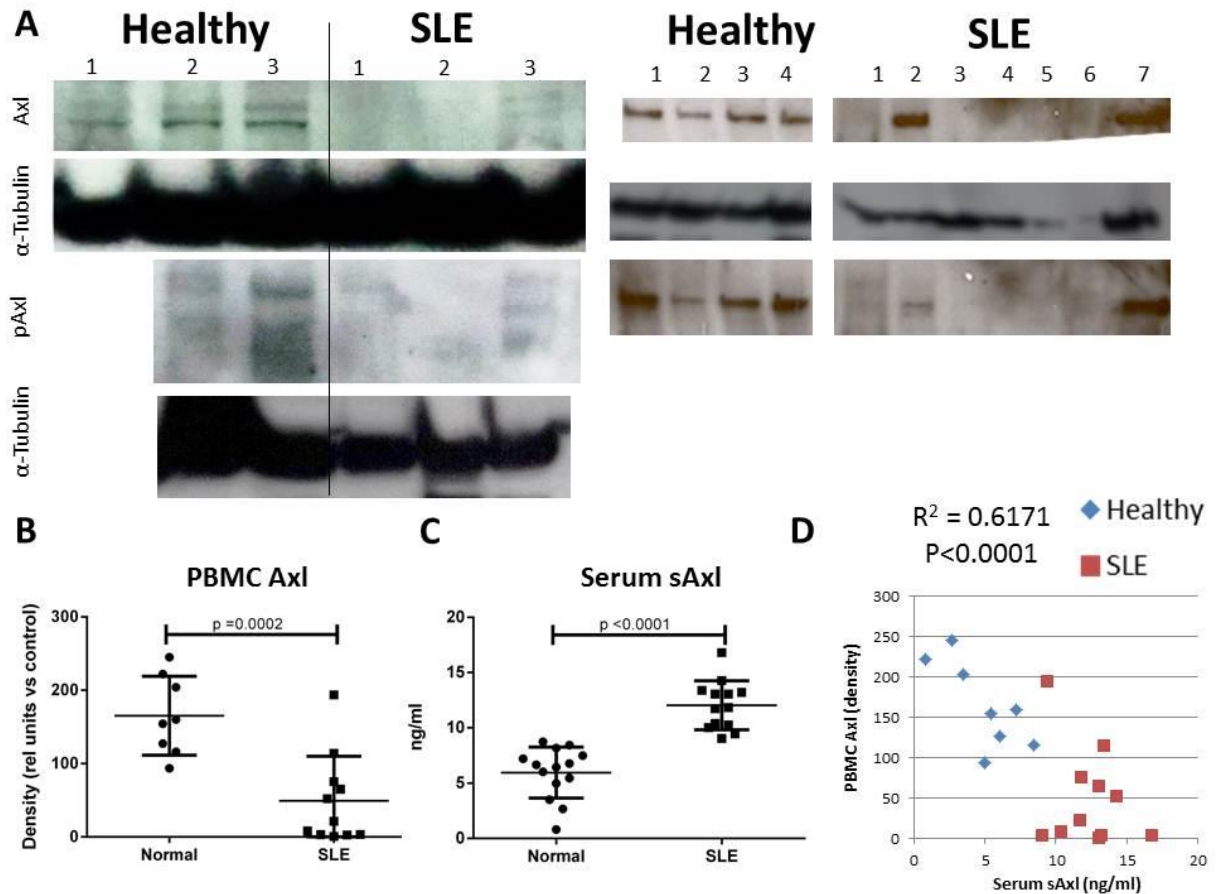 A
Healthy SLE
1 2 3 1 2 3
Healthy SLE
1 2 3 4 1 2 3 4 5 6 7
Axl
α-Tubulin
pAxl
α-Tubulin
B
PBMC Axl
p =0.0002
Density (rel units vs control)
300
200
100
0
Normal SLE
C
Serum sAxl
p <0.0001
ng/ml
20
15
10
5
0
Normal SLE
D
R² = 0.6171
P<0.0001
Healthy
SLE
PBMC Axl (density)
300
250
200
150
100
50
0
0 5 10 15 20
Serum sAxl (ng/ml)